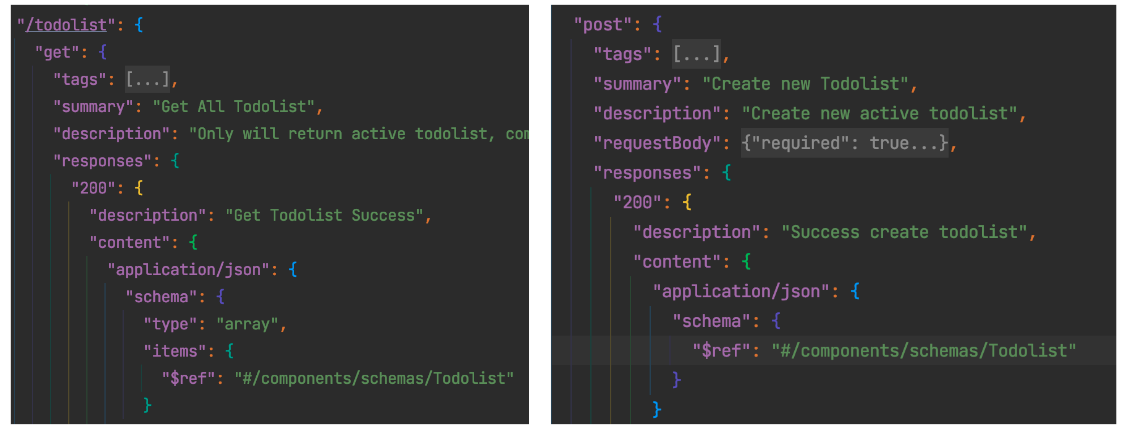 "/todolist": {
"get": {
"tags": [...],
"summary": "Get All Todolist",
"description": "Only will return active todolist,
"responses": {
"200": {
"description": "Get Todolist Success",
"content": {
"application/json": {
"schema": {
"type": "array",
"items": {
"$ref": "#/components/schemas/Todolist"
}
"post": {
"tags": [...],
"summary": "Create new Todolist",
"description": "Create new active todolist",
"requestBody": {"required": true...},
"responses": {
"200": {
"description": "Success create todolist",
"content": {
"application/json": {
"schema": {
"$ref": "#/components/schemas/Todolist"
}
}